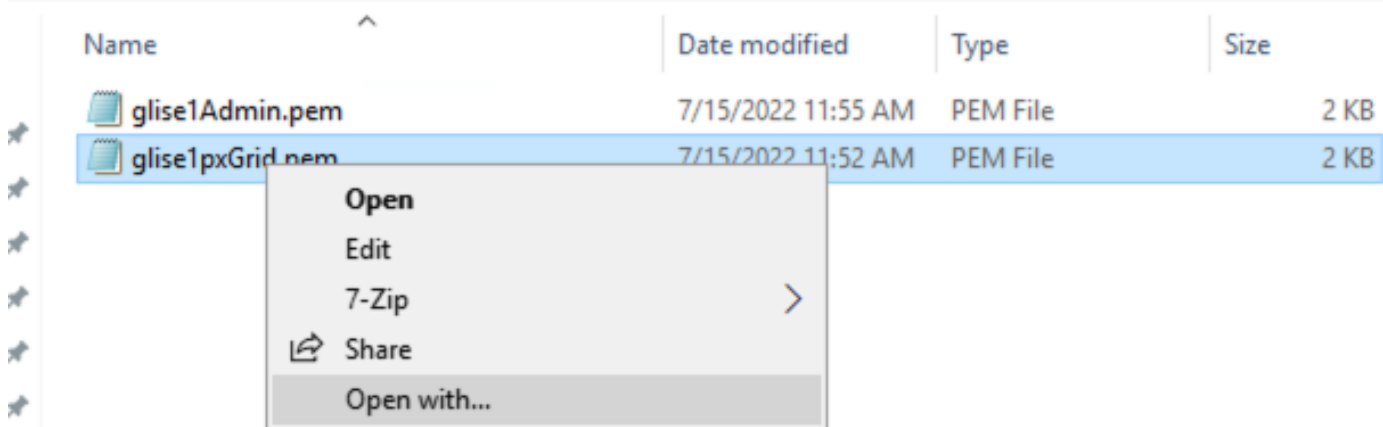 Name Date modified Type Size
glise1Admin.pem 7/15/2022 11:55 AM PEM File 2 KB
glise1pxGrid.pem 7/15/2022 11:52 AM PEM File 2 KB
Open
Edit
7-Zip
Share
Open with...